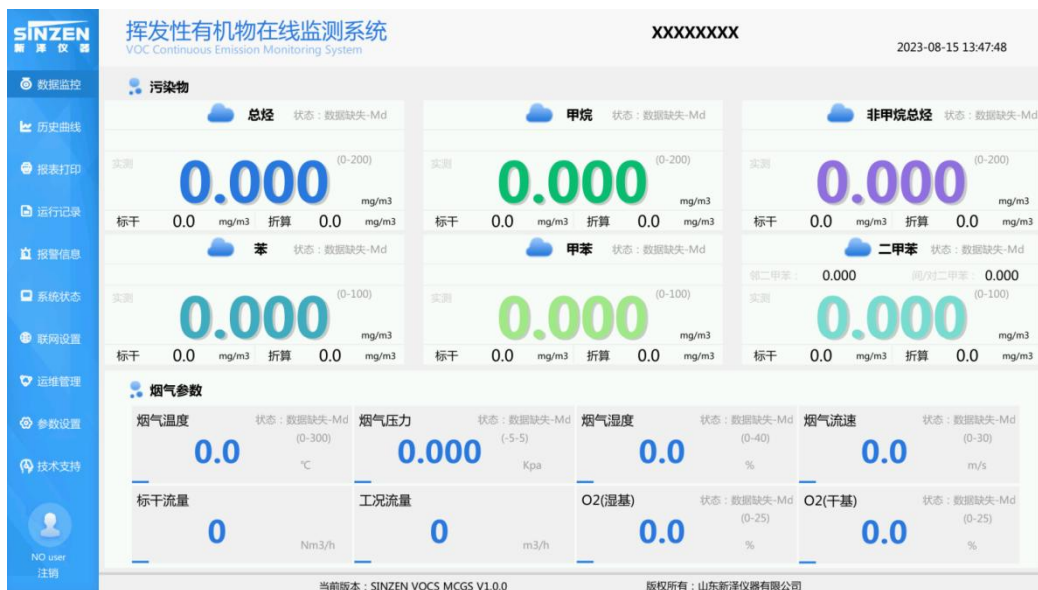 SINZEN
新 泽 仪 器
挥发性有机物在线监测系统
VOC Continuous Emission Monitoring System
XXXXXXXX
2023-08-15 13:47:48
数据监控
历史曲线
报表打印
运行记录
报警信息
系统状态
联网设置
运维管理
参数设置
技术支持
NO user
注销
污染物
总烃 状态：数据缺失-Md
实测 0.000 (0-200) mg/m3
标干 0.0 mg/m3 折算 0.0 mg/m3
甲烷 状态：数据缺失-Md
实测 0.000 (0-200) mg/m3
标干 0.0 mg/m3 折算 0.0 mg/m3
非甲烷总烃 状态：数据缺失-Md
实测 0.000 (0-200) mg/m3
标干 0.0 mg/m3 折算 0.0 mg/m3
苯 状态：数据缺失-Md
实测 0.000 (0-100) mg/m3
标干 0.0 mg/m3 折算 0.0 mg/m3
甲苯 状态：数据缺失-Md
实测 0.000 (0-100) mg/m3
标干 0.0 mg/m3 折算 0.0 mg/m3
二甲苯 状态：数据缺失-Md
邻二甲苯： 0.000 间/对二甲苯： 0.000
实测 0.000 (0-100) mg/m3
标干 0.0 mg/m3 折算 0.0 mg/m3
烟气参数
烟气温度 状态：数据缺失-Md
0.0 (0-300) ℃
烟气压力 状态：数据缺失-Md
0.000 (-5-5) Kpa
烟气湿度 状态：数据缺失-Md
0.0 (0-40) %
烟气流速 状态：数据缺失-Md
0.0 (0-30) m/s
标干流量
0 Nm3/h
工况流量
0 m3/h
O2(湿基) 状态：数据缺失-Md
0.0 (0-25) %
O2(干基) 状态：数据缺失-Md
0.0 (0-25) %
当前版本：SINZEN VOCS MCGS V1.0.0
版权所有：山东新泽仪器有限公司